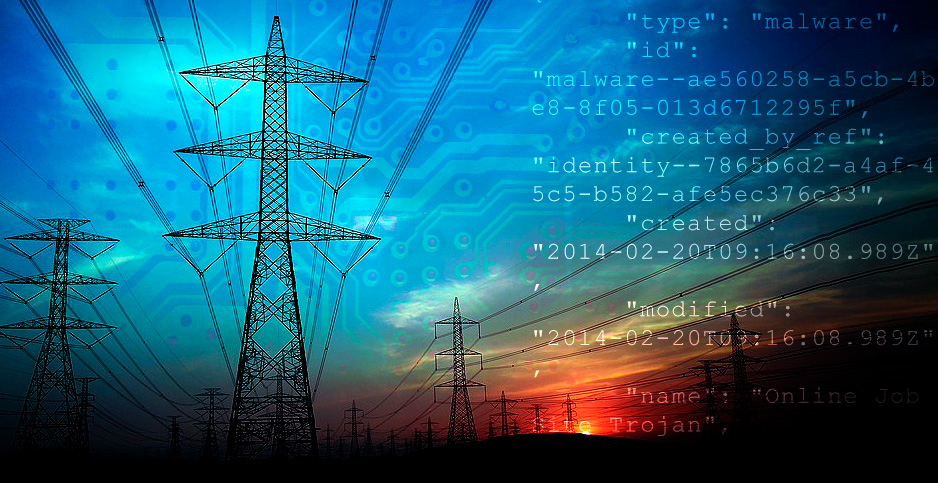 "type": "malware",
"id":
"malware--ae560258-a5cb-4b
e8-8f05-013d6712295f",
"created_by_ref":
"identity--7865b6d2-a4af-4
5c5-b582-afe5ec376c33",
"created":
"2014-02-20T09:16:08.989Z"
,
"modified":
"2014-02-20T09:16:08.989Z"
,
"name": "Online Job
Site Trojan",